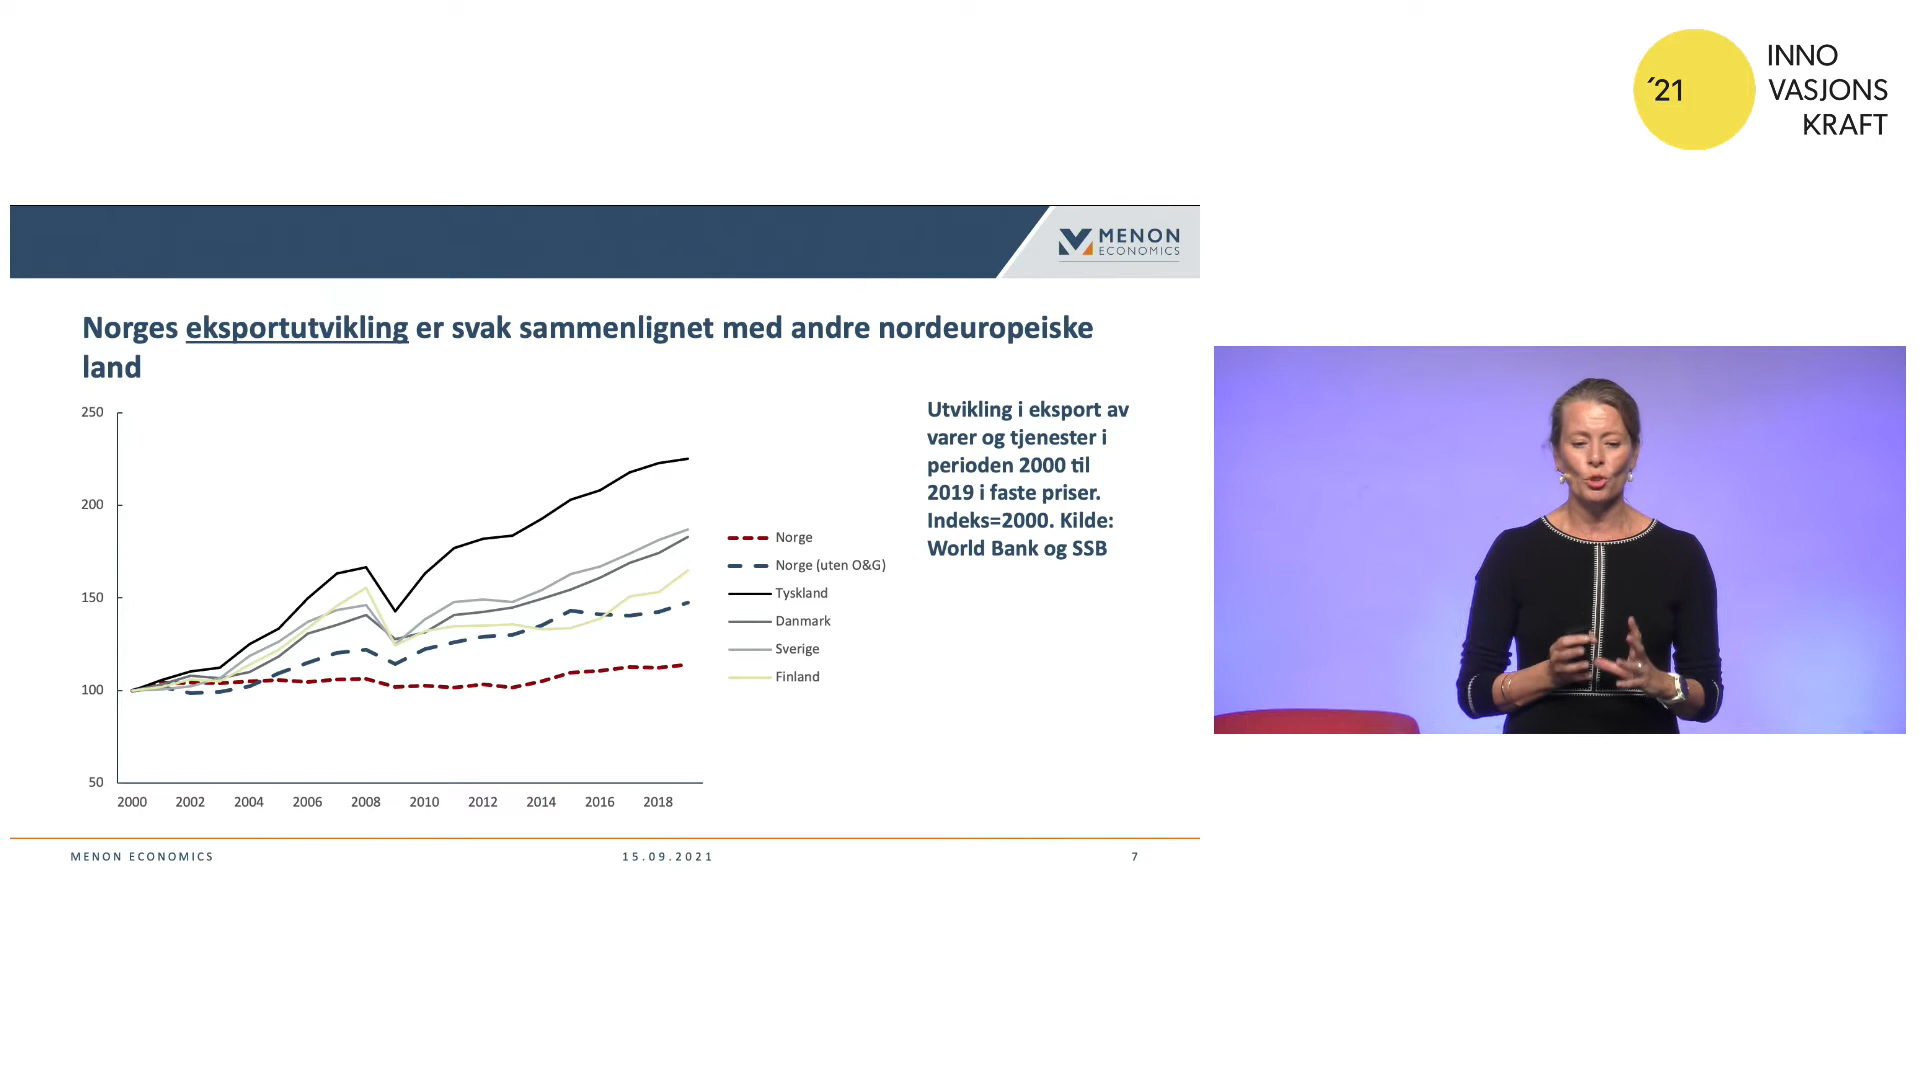 ´21
INNO
VASJONS
KRAFT
MENON
ECONOMICS
Norges eksportutvikling er svak sammenlignet med andre nordeuropeiske
land
250
200
150
100
50
2000 2002 2004 2006 2008 2010 2012 2014 2016 2018
Norge
Norge (uten O&G)
Tyskland
Danmark
Sverige
Finland
Utvikling i eksport av
varer og tjenester i
perioden 2000 til
2019 i faste priser.
Indeks=2000. Kilde:
World Bank og SSB
MENON ECONOMICS 15.09.2021 7